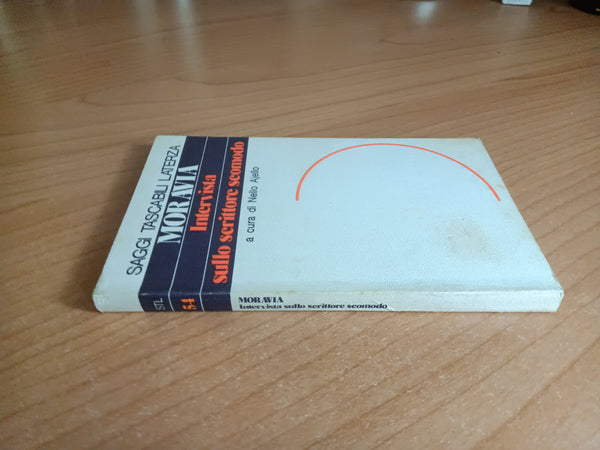 SAGGI TASCABILI LATERZA
MORAVIA
Intervista
sullo scrittore scomodo
a cura di Nello Ajello
STL
54
MORAVIA
Intervista sullo scrittore scomodo